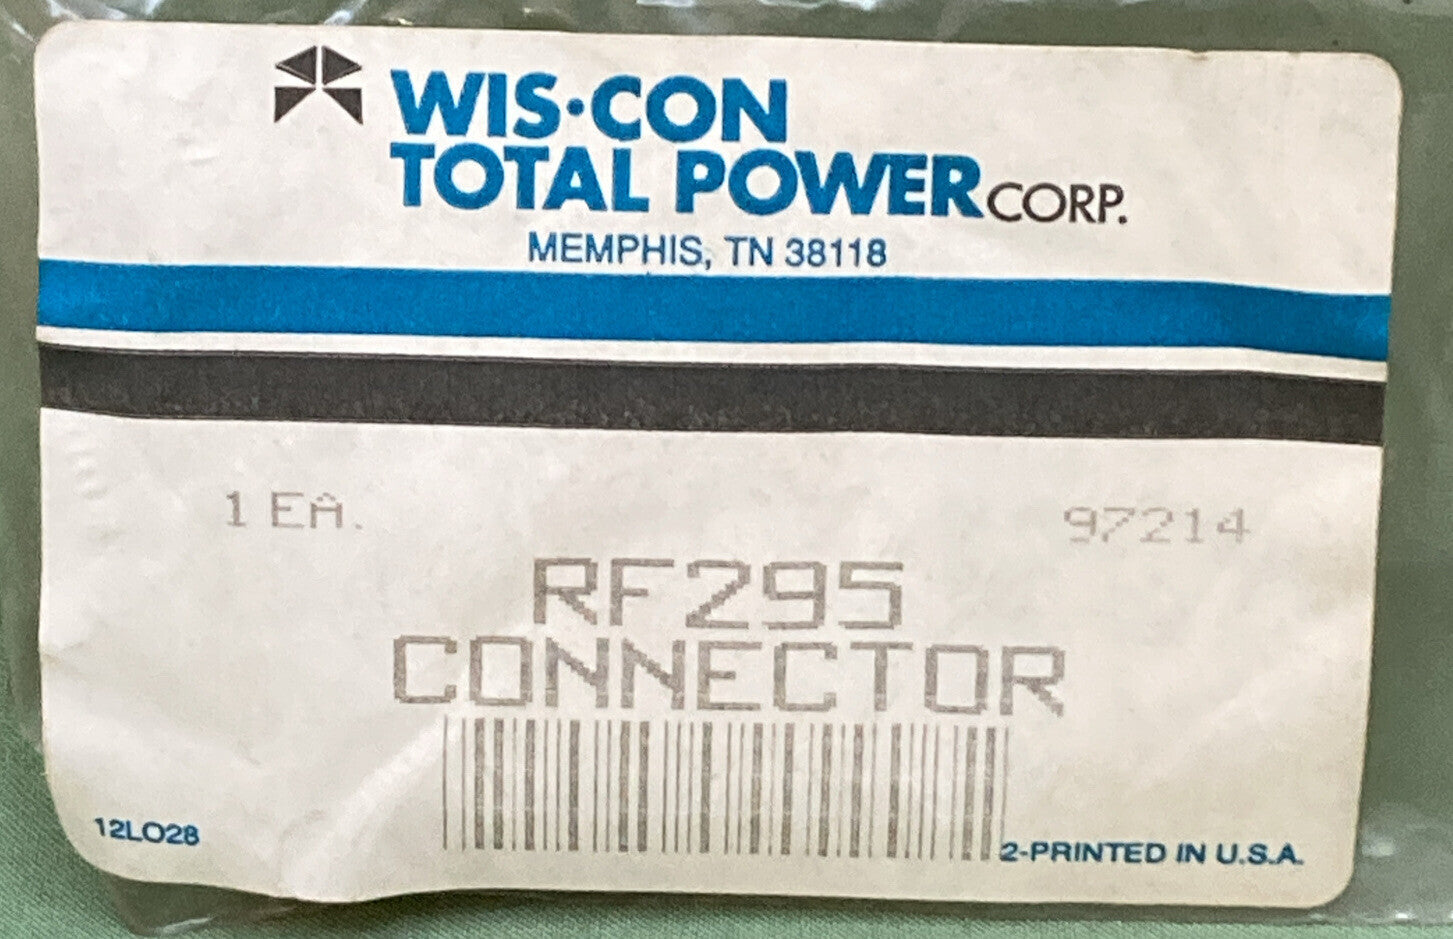 WIS·CON
TOTAL POWER CORP.
MEMPHIS, TN 38118
1 EA. 97214
RF295
CONNECTOR
12LO28 2-PRINTED IN U.S.A.